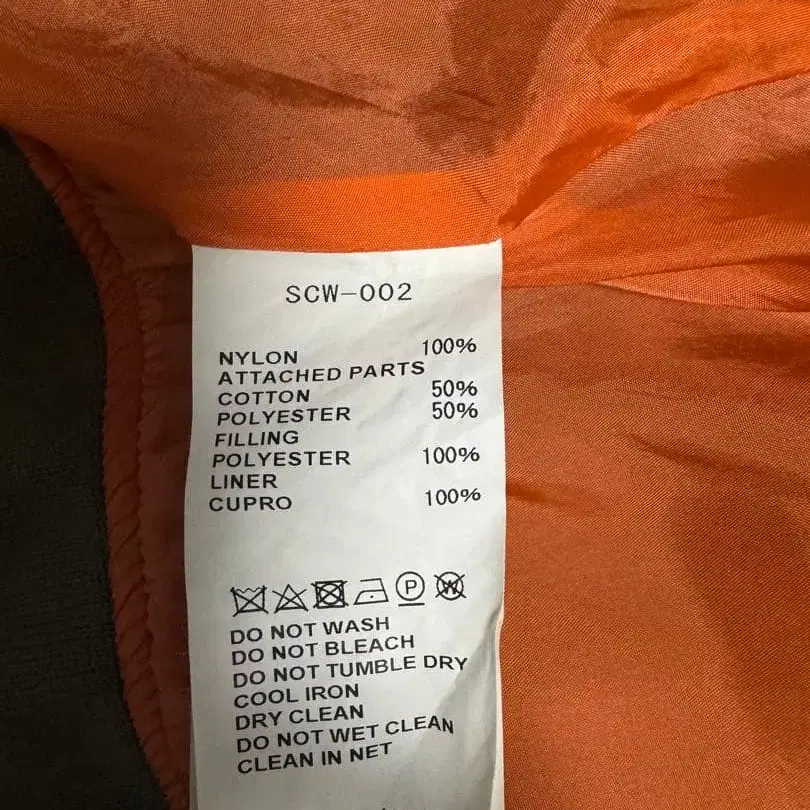 SCW-002
NYLON 100%
ATTACHED PARTS
COTTON 50%
POLYESTER 50%
FILLING
POLYESTER 100%
LINER
CUPRO 100%
P W
DO NOT WASH
DO NOT BLEACH
DO NOT TUMBLE DRY
COOL IRON
DRY CLEAN
DO NOT WET CLEAN
CLEAN IN NET